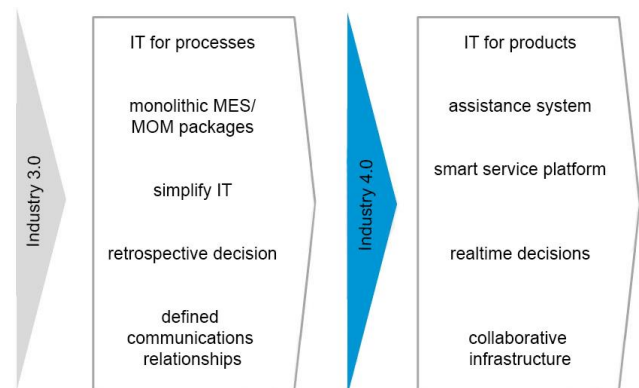 Industry 3.0
IT for processes
monolithic MES/
MOM packages
simplify IT
retrospective decision
defined
communications
relationships
Industry 4.0
IT for products
assistance system
smart service platform
realtime decisions
collaborative
infrastructure